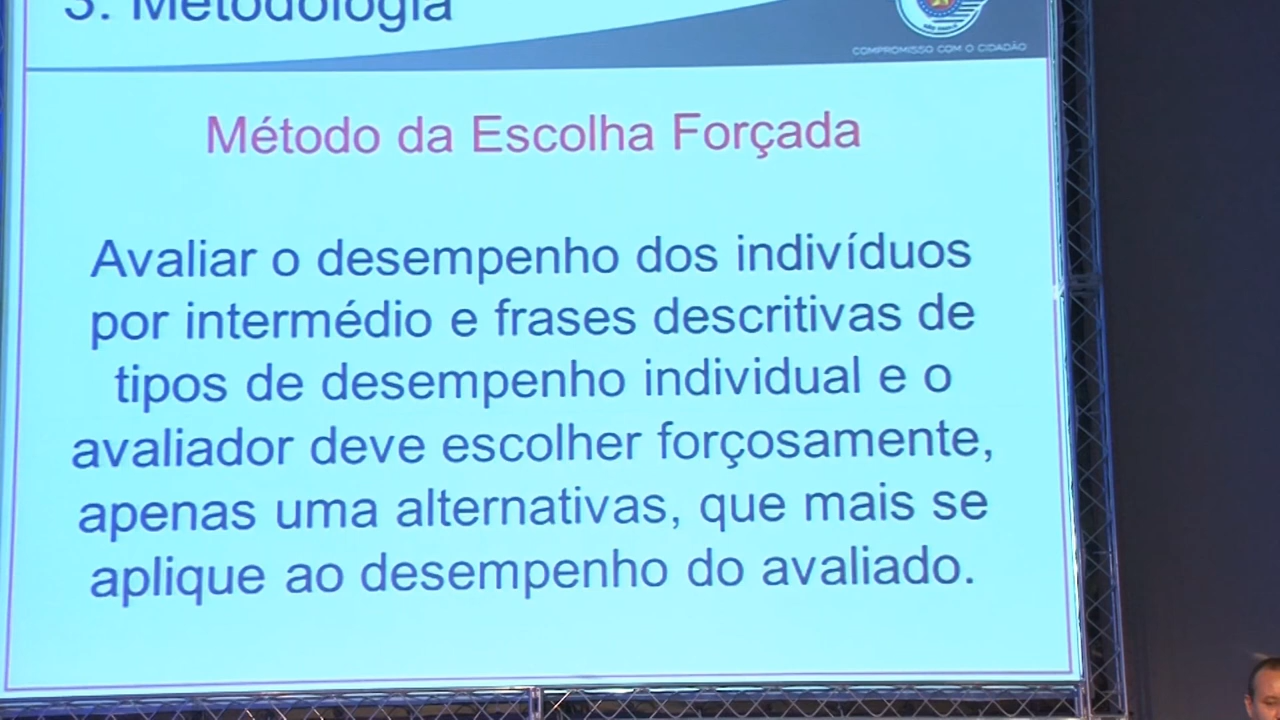 3. Metodologia
COMPROMISSO COM O CIDADÃO
Método da Escolha Forçada
Avaliar o desempenho dos indivíduos
por intermédio e frases descritivas de
tipos de desempenho individual e o
avaliador deve escolher forçosamente,
apenas uma alternativas, que mais se
aplique ao desempenho do avaliado.